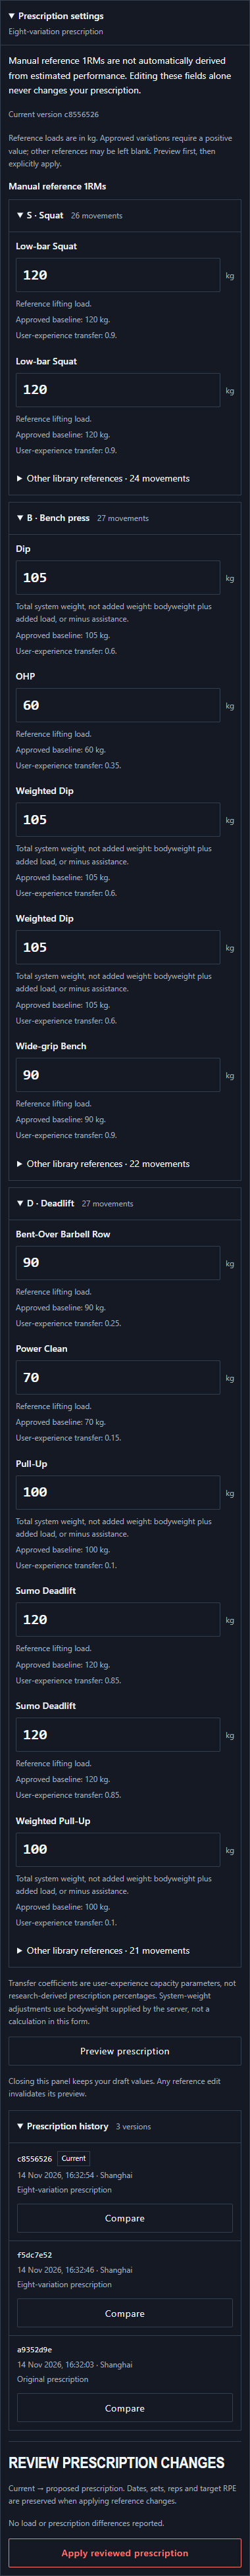 ▼ Prescription settings
Eight-variation prescription
Manual reference 1RMs are not automatically derived
from estimated performance. Editing these fields alone
never changes your prescription.
Current version c8556526
Reference loads are in kg. Approved variations require a positive
value; other references may be left blank. Preview first, then
explicitly apply.
Manual reference 1RMs
▼ S · Squat 26 movements
Low-bar Squat
120 kg
Reference lifting load.
Approved baseline: 120 kg.
User-experience transfer: 0.9.
Low-bar Squat
120 kg
Reference lifting load.
Approved baseline: 120 kg.
User-experience transfer: 0.9.
▶ Other library references · 24 movements
▼ B · Bench press 27 movements
Dip
105 kg
Total system weight, not added weight: bodyweight plus
added load, or minus assistance.
Approved baseline: 105 kg.
User-experience transfer: 0.6.
OHP
60 kg
Reference lifting load.
Approved baseline: 60 kg.
User-experience transfer: 0.35.
Weighted Dip
105 kg
Total system weight, not added weight: bodyweight plus
added load, or minus assistance.
Approved baseline: 105 kg.
User-experience transfer: 0.6.
Weighted Dip
105 kg
Total system weight, not added weight: bodyweight plus
added load, or minus assistance.
Approved baseline: 105 kg.
User-experience transfer: 0.6.
Wide-grip Bench
90 kg
Reference lifting load.
Approved baseline: 90 kg.
User-experience transfer: 0.9.
▶ Other library references · 22 movements
▼ D · Deadlift 27 movements
Bent-Over Barbell Row
90 kg
Reference lifting load.
Approved baseline: 90 kg.
User-experience transfer: 0.25.
Power Clean
70 kg
Reference lifting load.
Approved baseline: 70 kg.
User-experience transfer: 0.15.
Pull-Up
100 kg
Total system weight, not added weight: bodyweight plus
added load, or minus assistance.
Approved baseline: 100 kg.
User-experience transfer: 0.1.
Sumo Deadlift
120 kg
Reference lifting load.
Approved baseline: 120 kg.
User-experience transfer: 0.85.
Sumo Deadlift
120 kg
Reference lifting load.
Approved baseline: 120 kg.
User-experience transfer: 0.85.
Weighted Pull-Up
100 kg
Total system weight, not added weight: bodyweight plus
added load, or minus assistance.
Approved baseline: 100 kg.
User-experience transfer: 0.1.
▶ Other library references · 21 movements
Transfer coefficients are user-experience capacity parameters, not
research-derived prescription percentages. System-weight
adjustments use bodyweight supplied by the server, not a
calculation in this form.
Preview prescription
Closing this panel keeps your draft values. Any reference edit
invalidates its preview.
▼ Prescription history 3 versions
c8556526 Current
14 Nov 2026, 16:32:54 · Shanghai
Eight-variation prescription
Compare
f5dc7e52
14 Nov 2026, 16:32:46 · Shanghai
Eight-variation prescription
Compare
a9352d9e
14 Nov 2026, 16:32:03 · Shanghai
Original prescription
Compare
REVIEW PRESCRIPTION CHANGES
Current → proposed prescription. Dates, sets, reps and target RPE
are preserved when applying reference changes.
No load or prescription differences reported.
Apply reviewed prescription